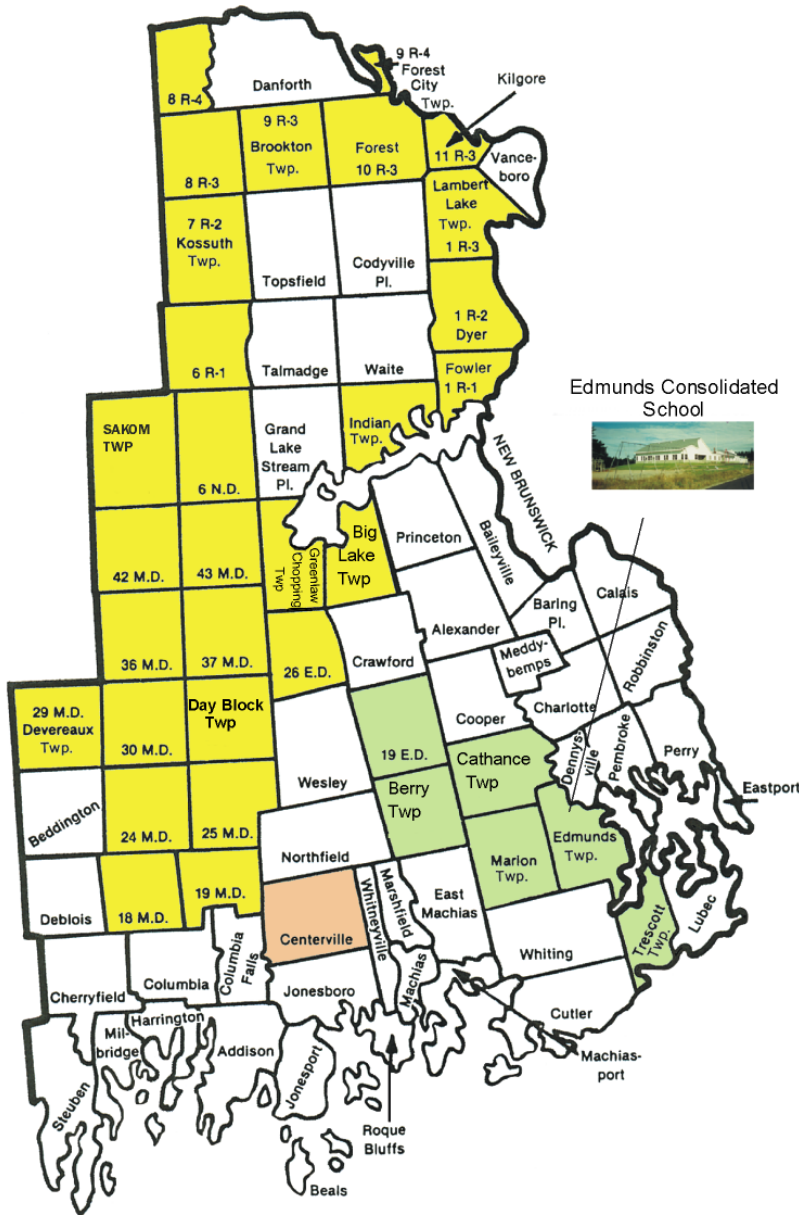 9 R-4
Forest
City
Twp.
Kilgore
8 R-4
Danforth
9 R-3
Brookton
Twp.
Forest
10 R-3
11 R-3
Vance-
boro
8 R-3
Lambert
Lake
Twp.
1 R-3
7 R-2
Kossuth
Twp.
Topsfield
Codyville
Pl.
1 R-2
Dyer
6 R-1
Talmadge
Waite
Fowler
1 R-1
Edmunds Consolidated
School
SAKOM
TWP
6 N.D.
Grand
Lake
Stream
Pl.
Indian
Twp.
NEW BRUNSWICK
42 M.D.
43 M.D.
Greenlaw
Chopping
Twp
Big
Lake
Twp
Princeton
Baileyville
36 M.D.
37 M.D.
26 E.D.
Crawford
Alexander
Baring
Pl.
Calais
Meddy-
bemps
Robbinston
29 M.D.
Devereaux
Twp.
30 M.D.
Day Block
Twp
Wesley
19 E.D.
Cooper
Charlotte
Dennys-
ville
Pembroke
Perry
Eastport
Beddington
24 M.D.
25 M.D.
Berry
Twp
Cathance
Twp
Northfield
Marion
Twp.
Edmunds
Twp.
Deblois
18 M.D.
19 M.D.
Centerville
Whitneyville
Marshfield
East
Machias
Whiting
Trescott
Twp.
Lubec
Cherryfield
Columbia
Columbia
Falls
Jonesboro
Machias
Cutler
Machias-
port
Steuben
Mil-
bridge
Harrington
Addison
Jonesport
Roque
Bluffs
Beals